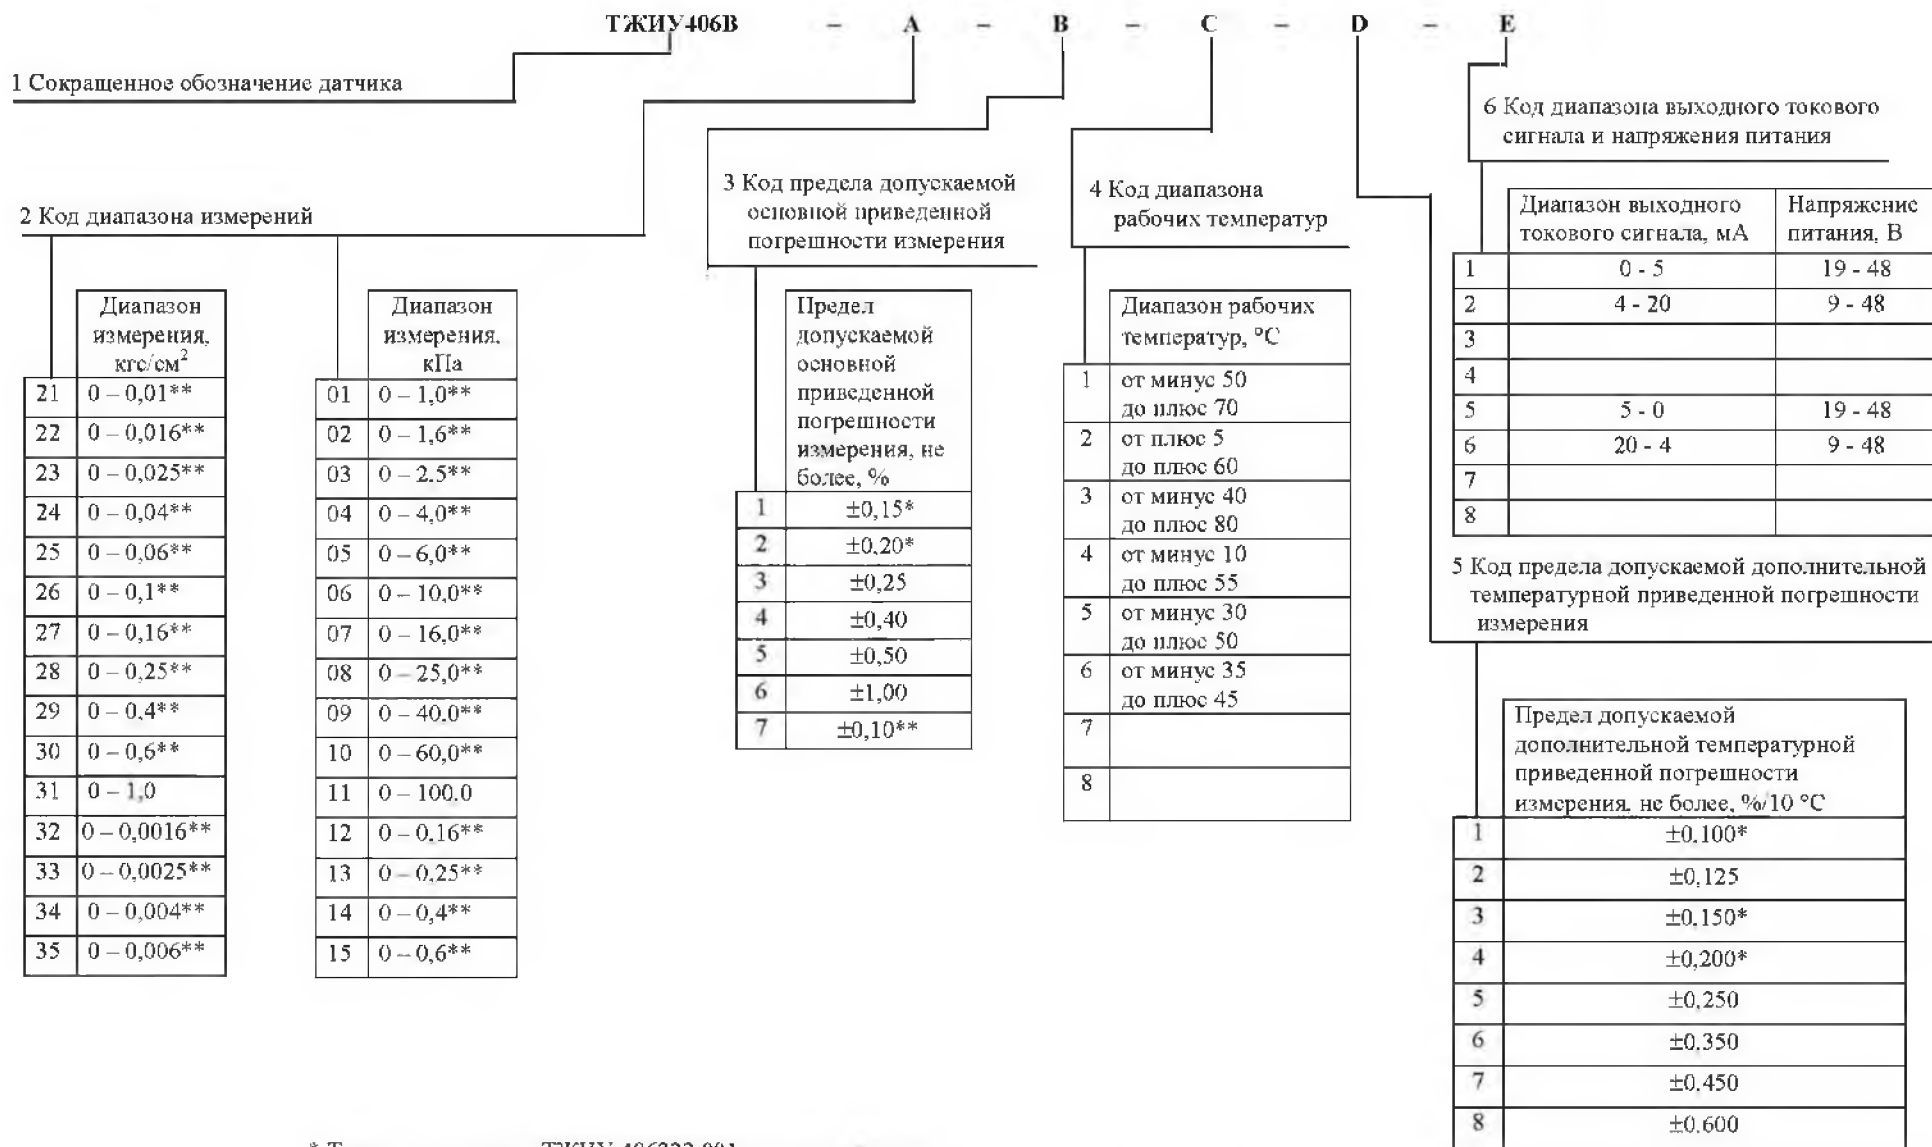 ТЖИУ406В – A – B – C – D – E
1 Сокращенное обозначение датчика
2 Код диапазона измерений
Диапазон
измерения,
кгс/см²
21 0 – 0,01**
22 0 – 0,016**
23 0 – 0,025**
24 0 – 0,04**
25 0 – 0,06**
26 0 – 0,1**
27 0 – 0,16**
28 0 – 0,25**
29 0 – 0,4**
30 0 – 0,6**
31 0 – 1,0
32 0 – 0,0016**
33 0 – 0,0025**
34 0 – 0,004**
35 0 – 0,006**
Диапазон
измерения,
кПа
01 0 – 1,0**
02 0 – 1,6**
03 0 – 2.5**
04 0 – 4,0**
05 0 – 6,0**
06 0 – 10,0**
07 0 – 16,0**
08 0 – 25,0**
09 0 – 40.0**
10 0 – 60,0**
11 0 – 100.0
12 0 – 0.16**
13 0 – 0,25**
14 0 – 0,4**
15 0 – 0,6**
3 Код предела допускаемой
основной приведенной
погрешности измерения
Предел
допускаемой
основной
приведенной
погрешности
измерения, не
более, %
1 ±0,15*
2 ±0,20*
3 ±0,25
4 ±0,40
5 ±0,50
6 ±1,00
7 ±0,10**
4 Код диапазона
рабочих температур
Диапазон рабочих
температур, °С
1 от минус 50
до плюс 70
2 от плюс 5
до плюс 60
3 от минус 40
до плюс 80
4 от минус 10
до плюс 55
5 от минус 30
до плюс 50
6 от минус 35
до плюс 45
7
8
6 Код диапазона выходного токового
сигнала и напряжения питания
Диапазон выходного Напряжение
токового сигнала, мА питания, В
1 0 - 5 19 - 48
2 4 - 20 9 - 48
3
4
5 5 - 0 19 - 48
6 20 - 4 9 - 48
7
8
5 Код предела допускаемой дополнительной
температурной приведенной погрешности
измерения
Предел допускаемой
дополнительной температурной
приведенной погрешности
измерения, не более, %/10 °С
1 ±0.100*
2 ±0,125
3 ±0.150*
4 ±0,200*
5 ±0,250
6 ±0.350
7 ±0.450
8 ±0.600